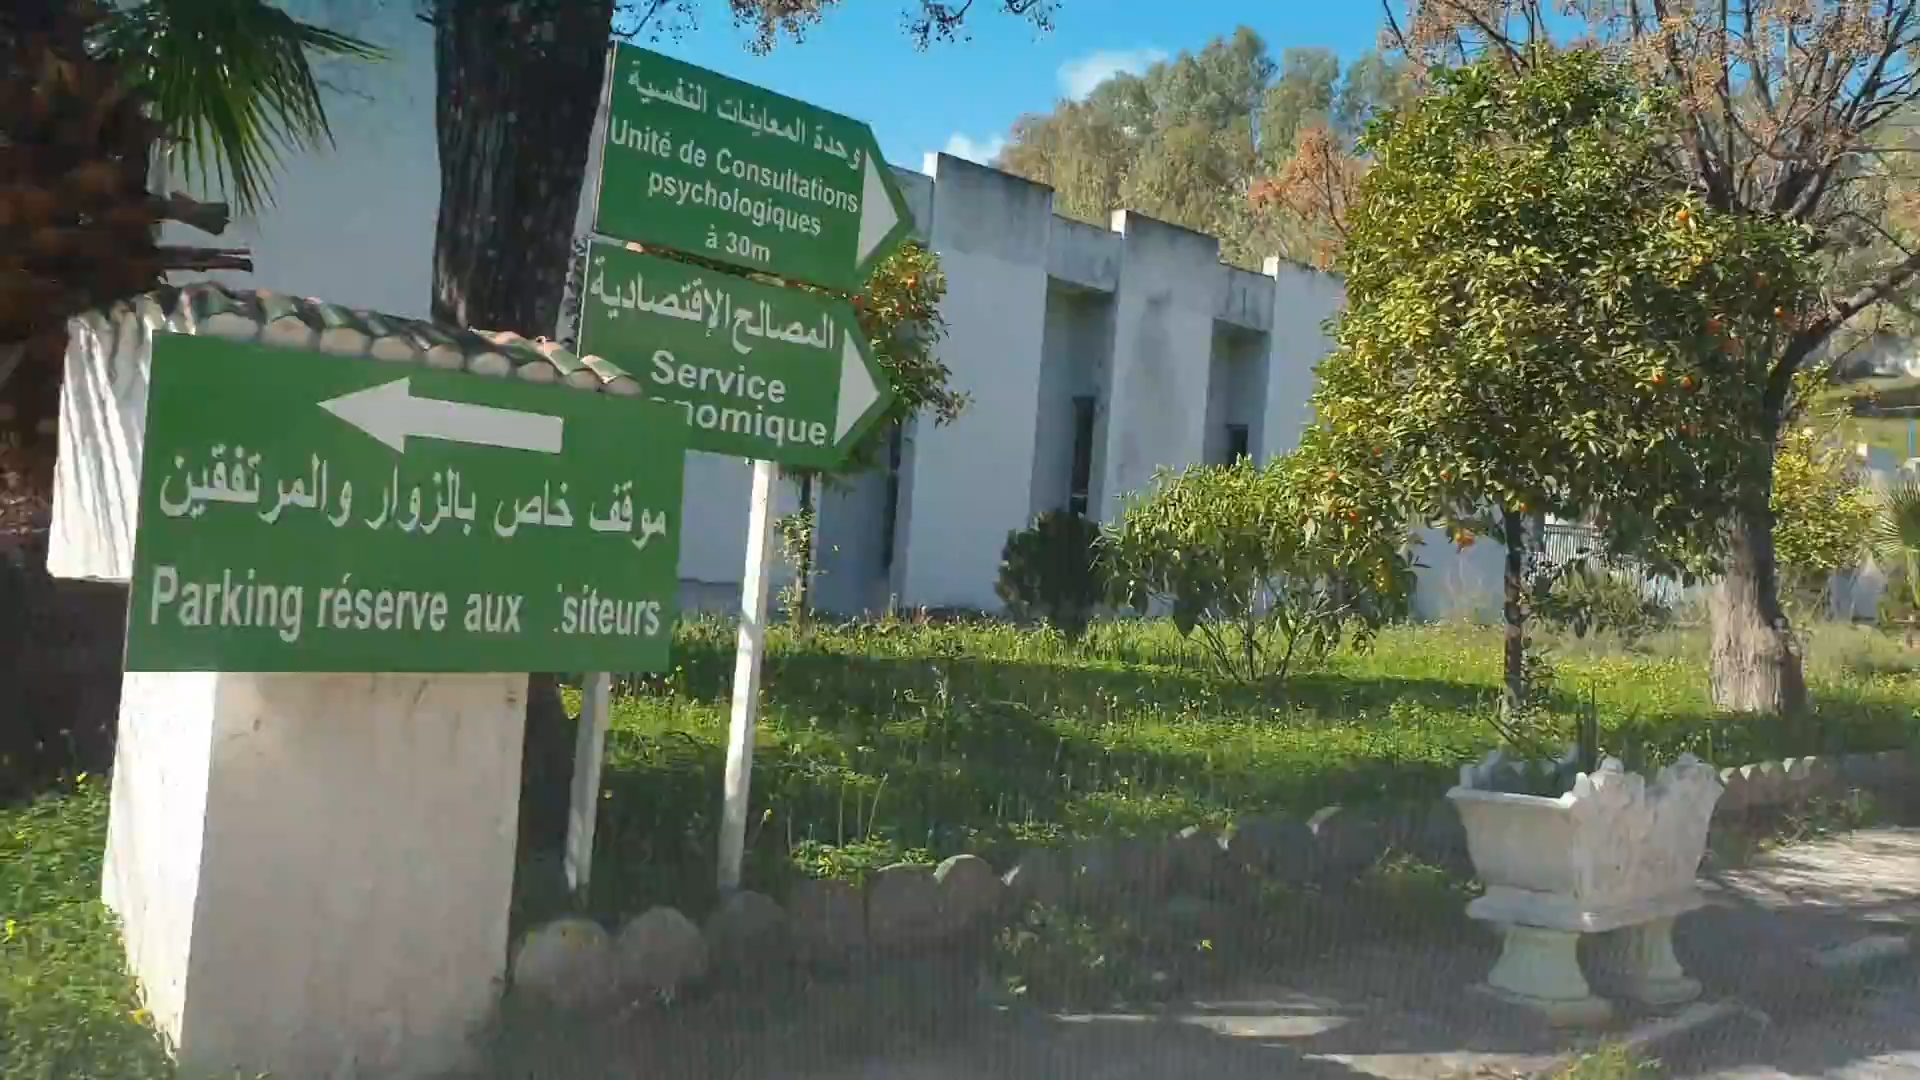 وحدة المعاينات النفسية
Unité de Consultations
psychologiques
à 30m
المصالح الإقتصادية
Service
nomique
موقف خاص بالزوار والمرتفقين
Parking réserve aux siteurs